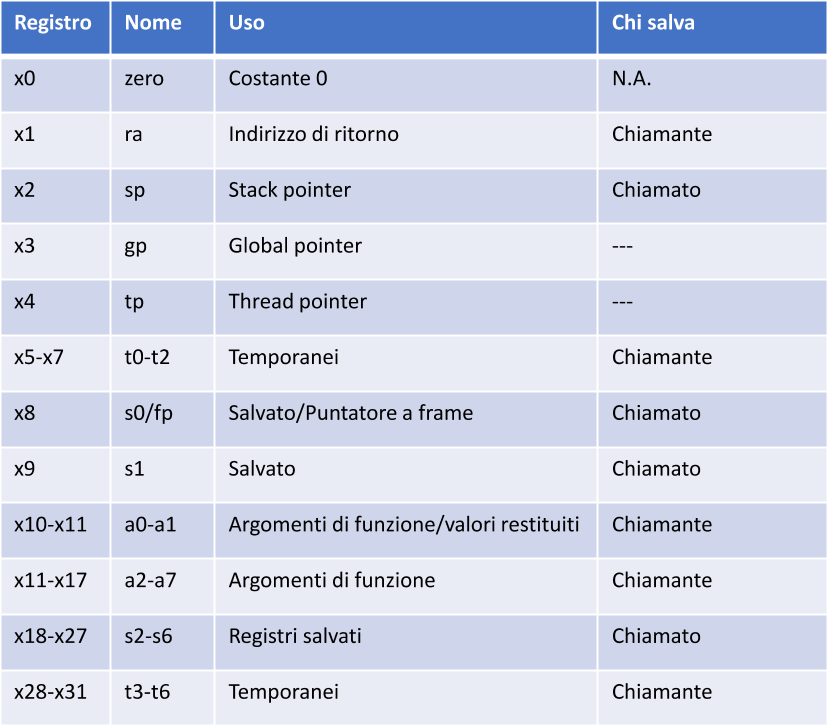 Registro Nome Uso Chi salva
x0 zero Costante 0 N.A.
x1 ra Indirizzo di ritorno Chiamante
x2 sp Stack pointer Chiamato
x3 gp Global pointer ---
x4 tp Thread pointer ---
x5-x7 t0-t2 Temporanei Chiamante
x8 s0/fp Salvato/Puntatore a frame Chiamato
x9 s1 Salvato Chiamato
x10-x11 a0-a1 Argomenti di funzione/valori restituiti Chiamante
x11-x17 a2-a7 Argomenti di funzione Chiamante
x18-x27 s2-s6 Registri salvati Chiamato
x28-x31 t3-t6 Temporanei Chiamante